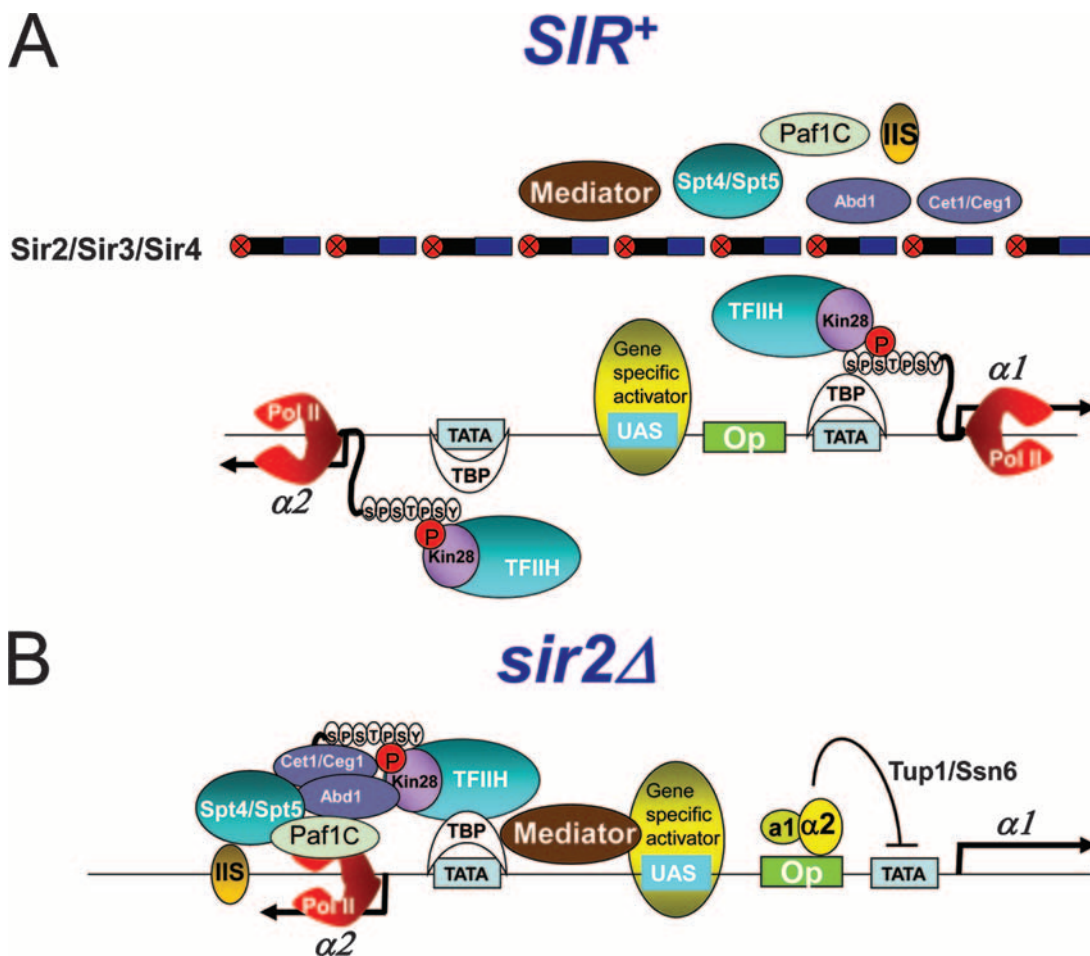 A
SIR+
Paf1C
IIS
Mediator
Spt4/Spt5
Abd1
Cet1/Ceg1
Sir2/Sir3/Sir4
TFIIH
Kin28
P
SPSTPSY
Gene
specific
activator
UAS
Op
TBP
TATA
α1
Pol II
Pol II
α2
TATA
TBP
SPSTPSY
P
Kin28
TFIIH
B
sir2Δ
SPSTPSY
Cet1/Ceg1
P
Kin28
TFIIH
Spt4/Spt5
Abd1
Paf1C
IIS
Pol II
α2
TBP
TATA
Mediator
Gene
specific
activator
UAS
a1
α2
Op
Tup1/Ssn6
TATA
α1